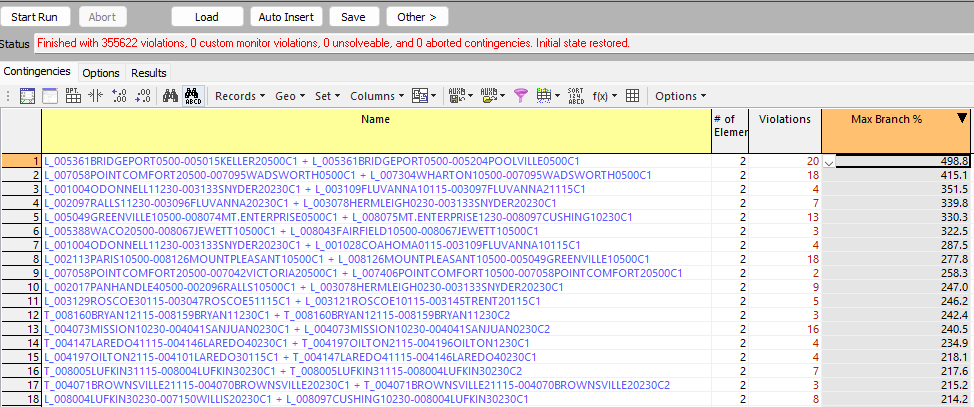 Start Run Abort Load Auto Insert Save Other >
Status Finished with 355622 violations, 0 custom monitor violations, 0 unsolveable, and 0 aborted contingencies. Initial state restored.
Contingencies Options Results
Records Geo Set Columns AUXB AUXB SORT 124 ABCD f(x) Options
Name # of Elemer Violations Max Branch %
1 L_005361BRIDGEPORT0500-005015KELLER20500C1 + L_005361BRIDGEPORT0500-005204POOLVILLE0500C1 2 20 498.8
2 L_007058POINTCOMFORT20500-007095WADSWORTH0500C1 + L_007304WHARTON10500-007095WADSWORTH0500C1 2 18 415.1
3 L_001004ODONNELL11230-003133SNYDER20230C1 + L_003109FLUVANNA10115-003097FLUVANNA21115C1 2 4 351.5
4 L_002097RALLS11230-003096FLUVANNA20230C1 + L_003078HERMLEIGH0230-003133SNYDER20230C1 2 7 339.8
5 L_005049GREENVILLE10500-008074MT.ENTERPRISE0500C1 + L_008075MT.ENTERPRISE1230-008097CUSHING10230C1 2 13 330.3
6 L_005388WACO20500-008067JEWETT10500C1 + L_008043FAIRFIELD10500-008067JEWETT10500C1 2 3 322.5
7 L_001004ODONNELL11230-003133SNYDER20230C1 + L_001028COAHOMA0115-003109FLUVANNA10115C1 2 4 287.5
8 L_002113PARIS10500-008126MOUNTPLEASANT10500C1 + L_008126MOUNTPLEASANT10500-005049GREENVILLE10500C1 2 18 277.8
9 L_007058POINTCOMFORT20500-007042VICTORIA20500C1 + L_007406POINTCOMFORT10500-007058POINTCOMFORT20500C1 2 2 258.3
10 L_002017PANHANDLE40500-002096RALLS10500C1 + L_003078HERMLEIGH0230-003133SNYDER20230C1 2 9 247.0
11 L_003129ROSCOE30115-003047ROSCOE51115C1 + L_003121ROSCOE10115-003145TRENT20115C1 2 5 246.2
12 T_008160BRYAN12115-008159BRYAN11230C1 + T_008160BRYAN12115-008159BRYAN11230C2 2 3 242.4
13 L_004073MISSION10230-004041SANJUAN0230C1 + L_004073MISSION10230-004041SANJUAN0230C2 2 16 240.5
14 T_004147LAREDO41115-004146LAREDO40230C1 + T_004197OILTON2115-004196OILTON1230C1 2 4 234.9
15 L_004197OILTON2115-004101LAREDO30115C1 + T_004147LAREDO41115-004146LAREDO40230C1 2 4 218.1
16 T_008005LUFKIN31115-008004LUFKIN30230C1 + T_008005LUFKIN31115-008004LUFKIN30230C2 2 7 217.6
17 T_004071BROWNSVILLE21115-004070BROWNSVILLE20230C1 + T_004071BROWNSVILLE21115-004070BROWNSVILLE20230C2 2 3 215.2
18 L_008004LUFKIN30230-007150WILLIS20230C1 + L_008097CUSHING10230-008004LUFKIN30230C1 2 8 214.2